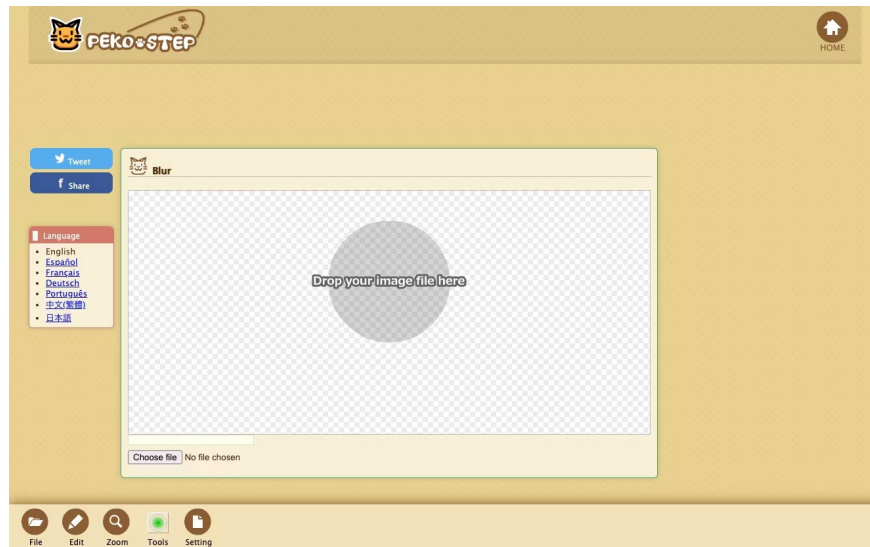 PEKO STEP
HOME
Tweet
Share
Blur
Drop your image file here
Language
English
Español
Français
Deutsch
Português
中文(繁體)
日本語
Choose file No file chosen
File Edit Zoom Tools Setting